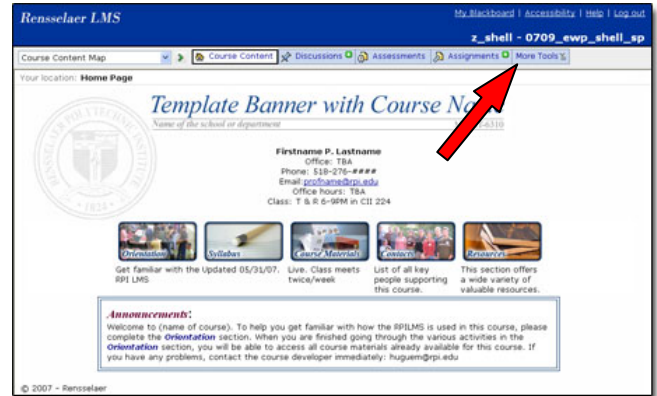 Rensselaer LMS
My Blackboard | Accessibility | Help | Log out
z_shell - 0709_ewp_shell_sp
Course Content Map
Course Content
Discussions
Assessments
Assignments
More Tools
Your location: Home Page
Template Banner with Course
Name of the school or department
Firstname P. Lastname
Office: TBA
Phone: 518-276-####
Email:profname@rpi.edu
Office hours: TBA
Class: T & R 6-9PM in CII 224
Orientation
Syllabus
Course Materials
Contacts
Resources
Get familiar with the RPI LMS
Updated 05/31/07.
Live. Class meets twice/week
List of all key people supporting this course.
This section offers a wide variety of valuable resources.
Announcements:
Welcome to (name of course). To help you get familiar with how the RPILMS is used in this course, please
complete the Orientation section. When you are finished going through the various activities in the
Orientation section, you will be able to access all course materials already available for this course. If
you have any problems, contact the course developer immediately: huguem@rpi.edu
© 2007 - Rensselaer